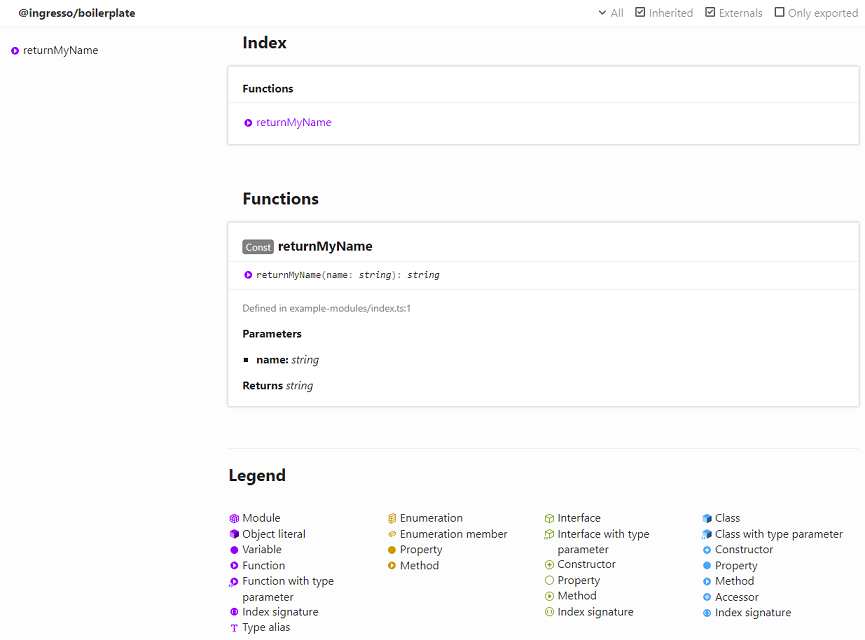 @ingresso/boilerplate
All Inherited Externals Only exported
returnMyName
Index
Functions
returnMyName
Functions
Const returnMyName
returnMyName(name: string): string
Defined in example-modules/index.ts:1
Parameters
name: string
Returns string
Legend
Module
Object literal
Variable
Function
Function with type
parameter
Index signature
Type alias
Enumeration
Enumeration member
Property
Method
Interface
Interface with type
parameter
Constructor
Property
Method
Index signature
Class
Class with type parameter
Constructor
Property
Method
Accessor
Index signature